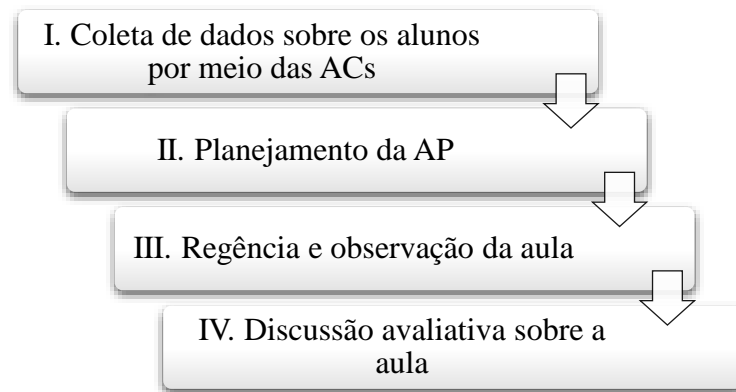 I. Coleta de dados sobre os alunos
por meio das ACs
II. Planejamento da AP
III. Regência e observação da aula
IV. Discussão avaliativa sobre a
aula